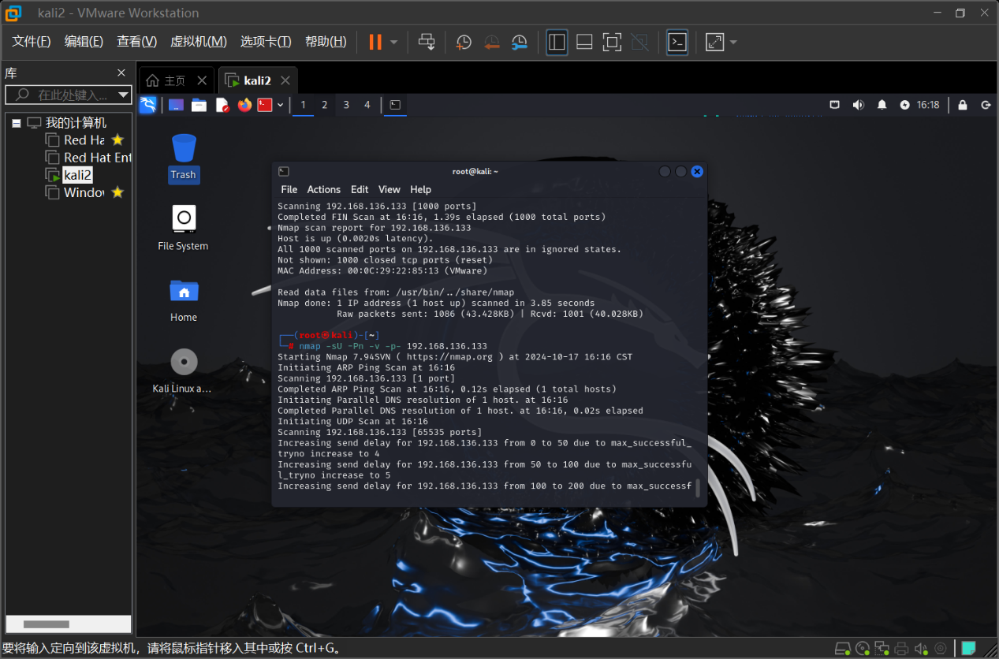 kali2 - VMware Workstation
文件(F) 编辑(E) 查看(V) 虚拟机(M) 选项卡(T) 帮助(H)
库
在此处键入...
主页
kali2
我的计算机
Red Ha
Red Hat Ent
kali2
Window
1 2 3 4
16:18
Trash
File System
Home
Kali Linux a...
root@kali: ~
File Actions Edit View Help
Scanning 192.168.136.133 [1000 ports]
Completed FIN Scan at 16:16, 1.39s elapsed (1000 total ports)
Nmap scan report for 192.168.136.133
Host is up (0.0020s latency).
All 1000 scanned ports on 192.168.136.133 are in ignored states.
Not shown: 1000 closed tcp ports (reset)
MAC Address: 00:0C:29:22:85:13 (VMware)
Read data files from: /usr/bin/../share/nmap
Nmap done: 1 IP address (1 host up) scanned in 3.85 seconds
Raw packets sent: 1086 (43.428KB) | Rcvd: 1001 (40.028KB)
┌──(root㉿kali)-[~]
└─# nmap -sU -Pn -v -p- 192.168.136.133
Starting Nmap 7.94SVN ( https://nmap.org ) at 2024-10-17 16:16 CST
Initiating ARP Ping Scan at 16:16
Scanning 192.168.136.133 [1 port]
Completed ARP Ping Scan at 16:16, 0.12s elapsed (1 total hosts)
Initiating Parallel DNS resolution of 1 host. at 16:16
Completed Parallel DNS resolution of 1 host. at 16:16, 0.02s elapsed
Initiating UDP Scan at 16:16
Scanning 192.168.136.133 [65535 ports]
Increasing send delay for 192.168.136.133 from 0 to 50 due to max_successful_
tryno increase to 4
Increasing send delay for 192.168.136.133 from 50 to 100 due to max_successfu
l_tryno increase to 5
Increasing send delay for 192.168.136.133 from 100 to 200 due to max_successf
要将输入定向到该虚拟机，请将鼠标指针移入其中或按 Ctrl+G。